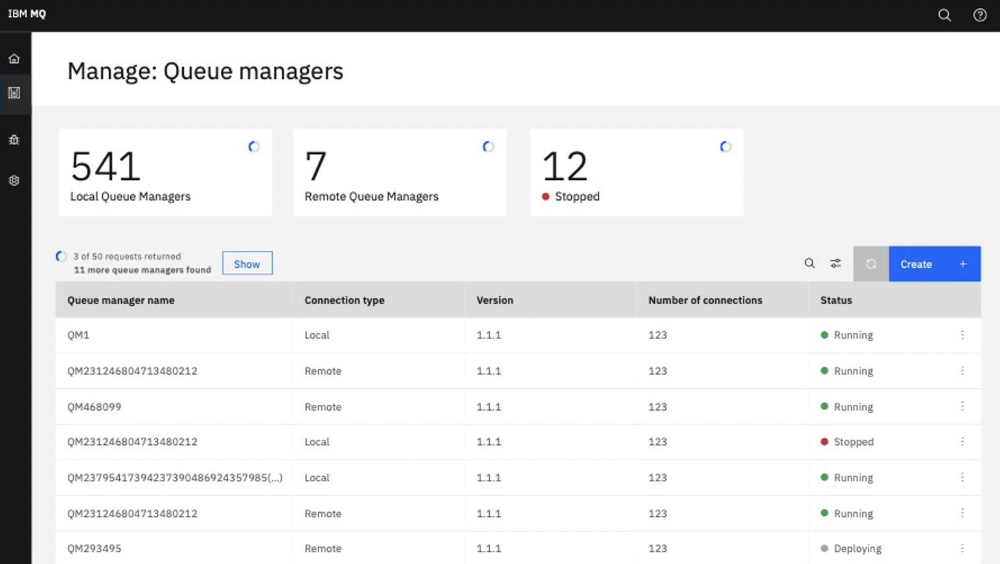 IBM MQ
Manage: Queue managers
541
Local Queue Managers
7
Remote Queue Managers
12
Stopped
3 of 50 requests returned
11 more queue managers found
Show
Create +
Queue manager name Connection type Version Number of connections Status
QM1 Local 1.1.1 123 Running
QM231246804713480212 Remote 1.1.1 123 Running
QM468099 Remote 1.1.1 123 Running
QM231246804713480212 Local 1.1.1 123 Stopped
QM23795417394237390486924357985(...) Local 1.1.1 123 Running
QM231246804713480212 Remote 1.1.1 123 Running
QM293495 Remote 1.1.1 123 Deploying